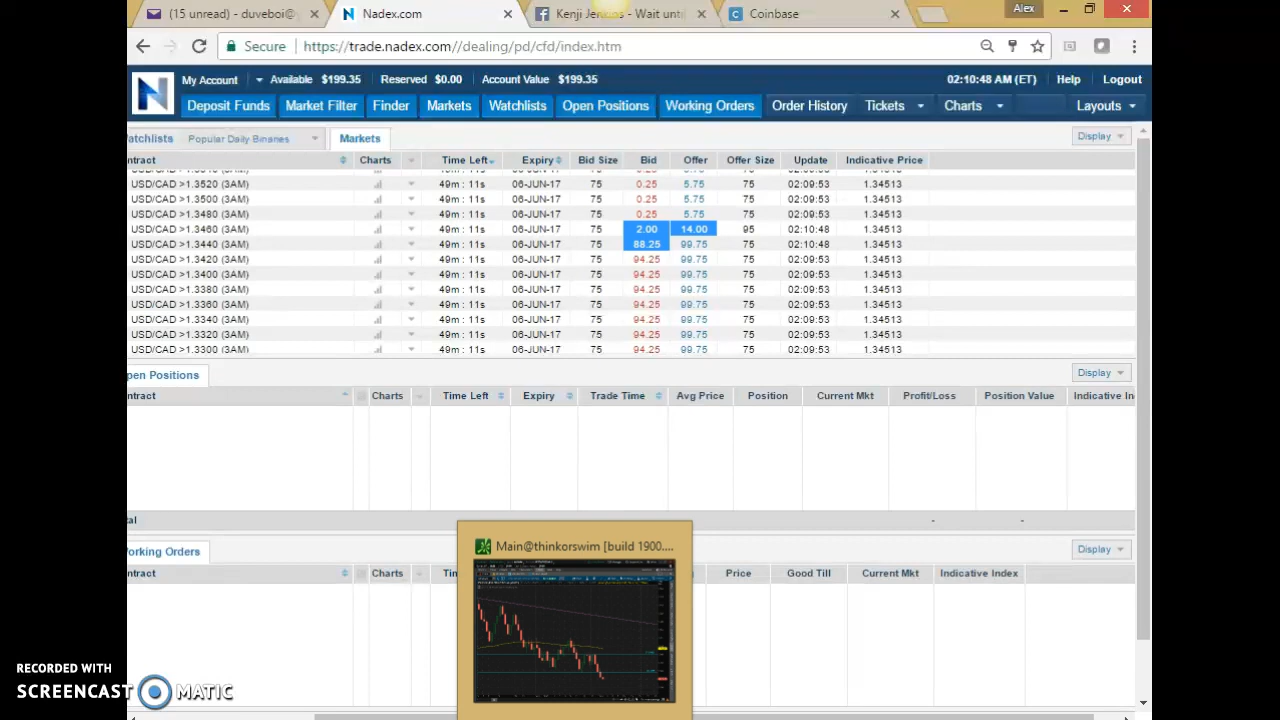 (15 unread) - duveboi@
Nadex.com
Kenji Jenkins - Wait unti
Coinbase
Alex
Secure
https://trade.nadex.com//dealing/pd/cfd/index.htm
My Account Available $199.35 Reserved $0.00 Account Value $199.35 02:10:48 AM (ET) Help Logout
Deposit Funds Market Filter Finder Markets Watchlists Open Positions Working Orders Order History Tickets Charts Layouts
atchlists Popular Daily Binaries Markets Display
ntract Charts Time Left Expiry Bid Size Bid Offer Offer Size Update Indicative Price
USD/CAD >1.3520 (3AM) 49m : 11s 06-JUN-17 75 0.25 5.75 75 02:09:53 1.34513
USD/CAD >1.3500 (3AM) 49m : 11s 06-JUN-17 75 0.25 5.75 75 02:09:53 1.34513
USD/CAD >1.3480 (3AM) 49m : 11s 06-JUN-17 75 0.25 5.75 75 02:09:53 1.34513
USD/CAD >1.3460 (3AM) 49m : 11s 06-JUN-17 75 2.00 14.00 95 02:10:48 1.34513
USD/CAD >1.3440 (3AM) 49m : 11s 06-JUN-17 75 88.25 99.75 75 02:10:48 1.34513
USD/CAD >1.3420 (3AM) 49m : 11s 06-JUN-17 75 94.25 99.75 75 02:09:53 1.34513
USD/CAD >1.3400 (3AM) 49m : 11s 06-JUN-17 75 94.25 99.75 75 02:09:53 1.34513
USD/CAD >1.3380 (3AM) 49m : 11s 06-JUN-17 75 94.25 99.75 75 02:09:53 1.34513
USD/CAD >1.3360 (3AM) 49m : 11s 06-JUN-17 75 94.25 99.75 75 02:09:53 1.34513
USD/CAD >1.3340 (3AM) 49m : 11s 06-JUN-17 75 94.25 99.75 75 02:09:53 1.34513
USD/CAD >1.3320 (3AM) 49m : 11s 06-JUN-17 75 94.25 99.75 75 02:09:53 1.34513
USD/CAD >1.3300 (3AM) 49m : 11s 06-JUN-17 75 94.25 99.75 75 02:09:53 1.34513
pen Positions Display
ntract Charts Time Left Expiry Trade Time Avg Price Position Current Mkt Profit/Loss Position Value Indicative In
tal - -
Main@thinkorswim [build 1900....
orking Orders Display
ntract Charts Tin Price Good Till Current Mkt Indicative Index
RECORDED WITH
SCREENCAST MATIC